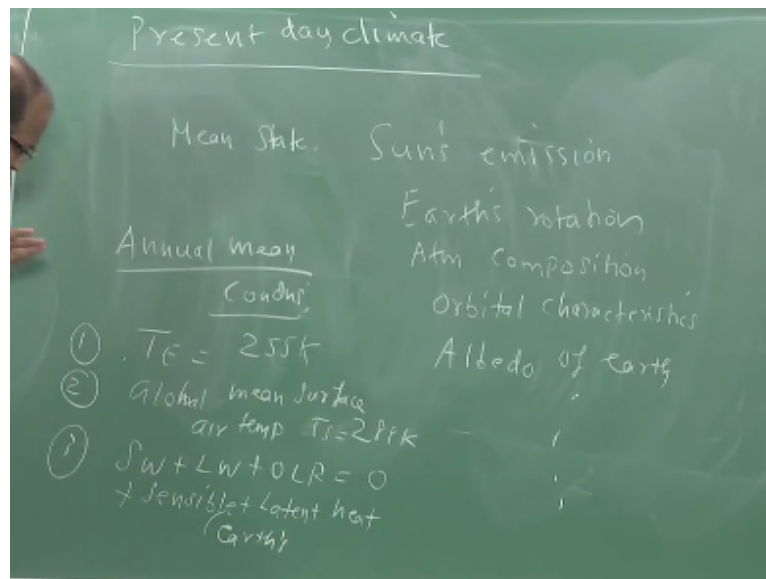 Present day climate
Mean State. Sun's emission
Earth's rotation
Atm composition
Orbital characteristics
Albedo of earth
Annual mean
Condns.
① TE = 255K
② Global mean surface
air temp Ts=288K
③ SW + LW + OLR = 0
+ Sensible + Latent heat
(Earth's